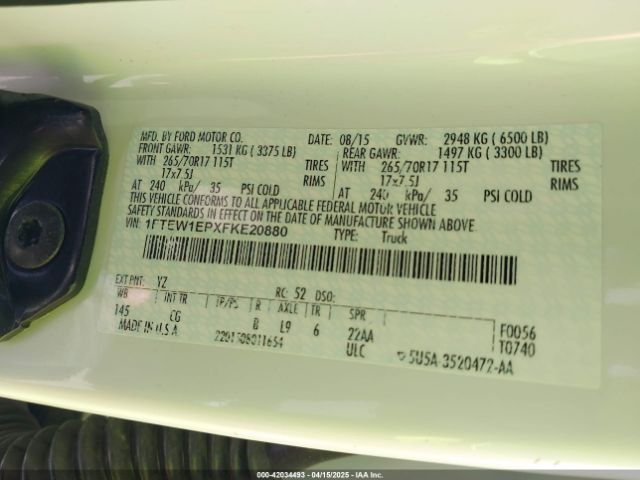 MFD. BY FORD MOTOR CO. DATE: 08/15 GVWR: 2948 KG ( 6500 LB)
FRONT GAWR: 1531 KG ( 3375 LB) REAR GAWR: 1497 KG ( 3300 LB)
WITH 265/70R17 115T TIRES WITH 265/70R17 115T TIRES
17x7.5J RIMS 17x7.5J RIMS
AT 240 kPa/ 35 PSI COLD AT 240 kPa/ 35 PSI COLD
THIS VEHICLE CONFORMS TO ALL APPLICABLE FEDERAL MOTOR VEHICLE
SAFETY STANDARDS IN EFFECT ON THE DATE OF MANUFACTURE SHOWN ABOVE.
VIN: 1FTEW1EPXFKE20880 TYPE: Truck
EXT PNT: YZ RC: 52 DSO:
WB INT TR TP/PS R AXLE TR SPR
145 CG B L9 6 22AA F0056
MADE IN U.S.A ULC T0740
5U5A 3520472-AA
000-42034493 - 04/15/2025 - IAAI.COM